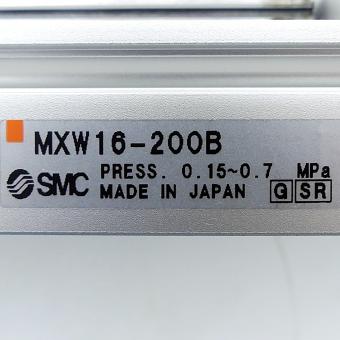 MXW16-200B
SMC PRESS. 0.15~0.7 MPa
MADE IN JAPAN G SR